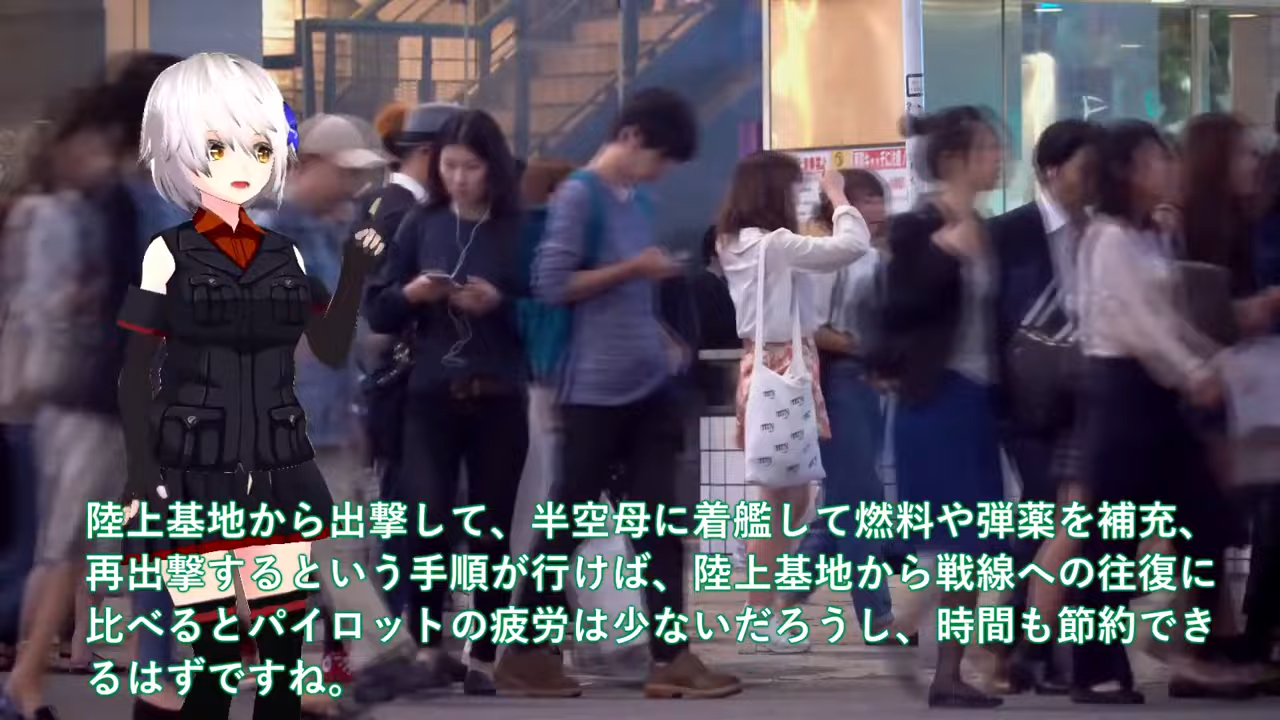 陸上基地から出撃して、半空母に着艦して燃料や弾薬を補充、
再出撃するという手順が行けば、陸上基地から戦線への往復に
比べるとパイロットの疲労は少ないだろうし、時間も節約でき
るはずですね。